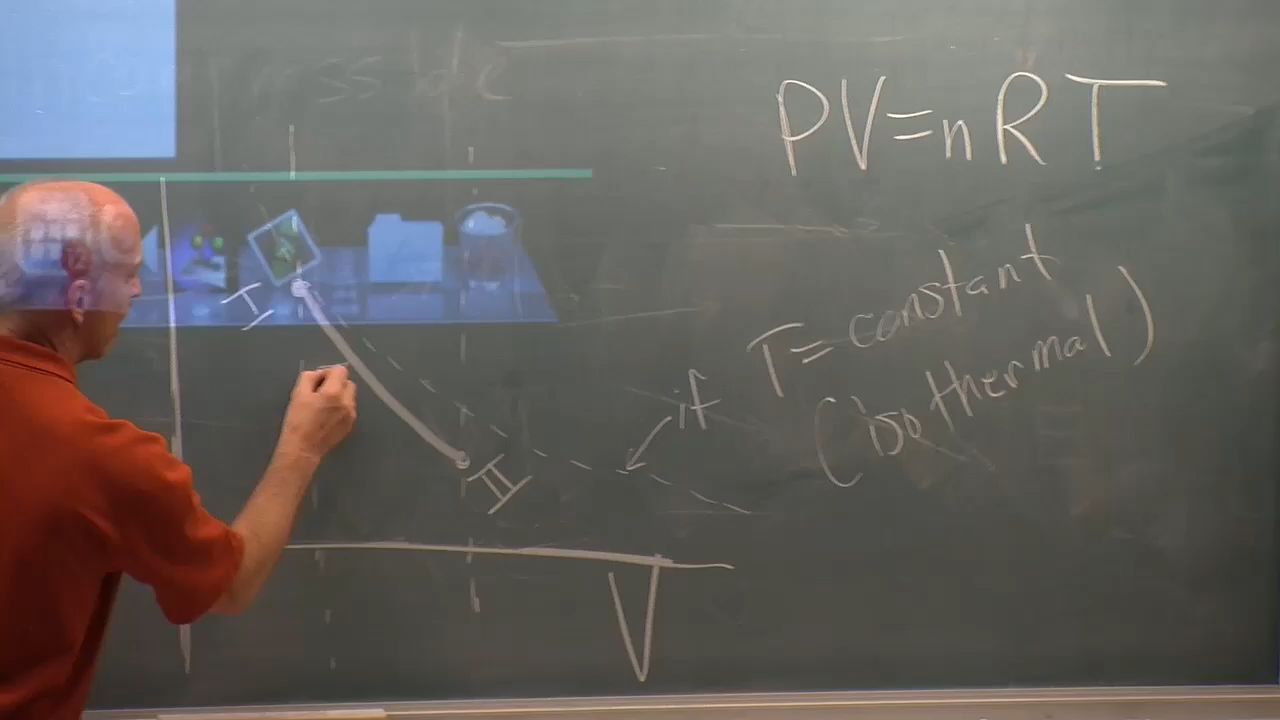 PV=nRT
I
if T=constant
(isothermal)
II
V